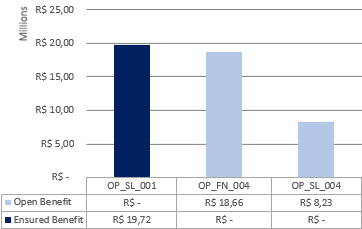 Millions
R$ 25,00
R$ 20,00
R$ 15,00
R$ 10,00
R$ 5,00
R$ -
OP_SL_001 OP_FN_004 OP_SL_004
Open Benefit R$ - R$ 18,66 R$ 8,23
Ensured Benefit R$ 19,72 R$ - R$ -